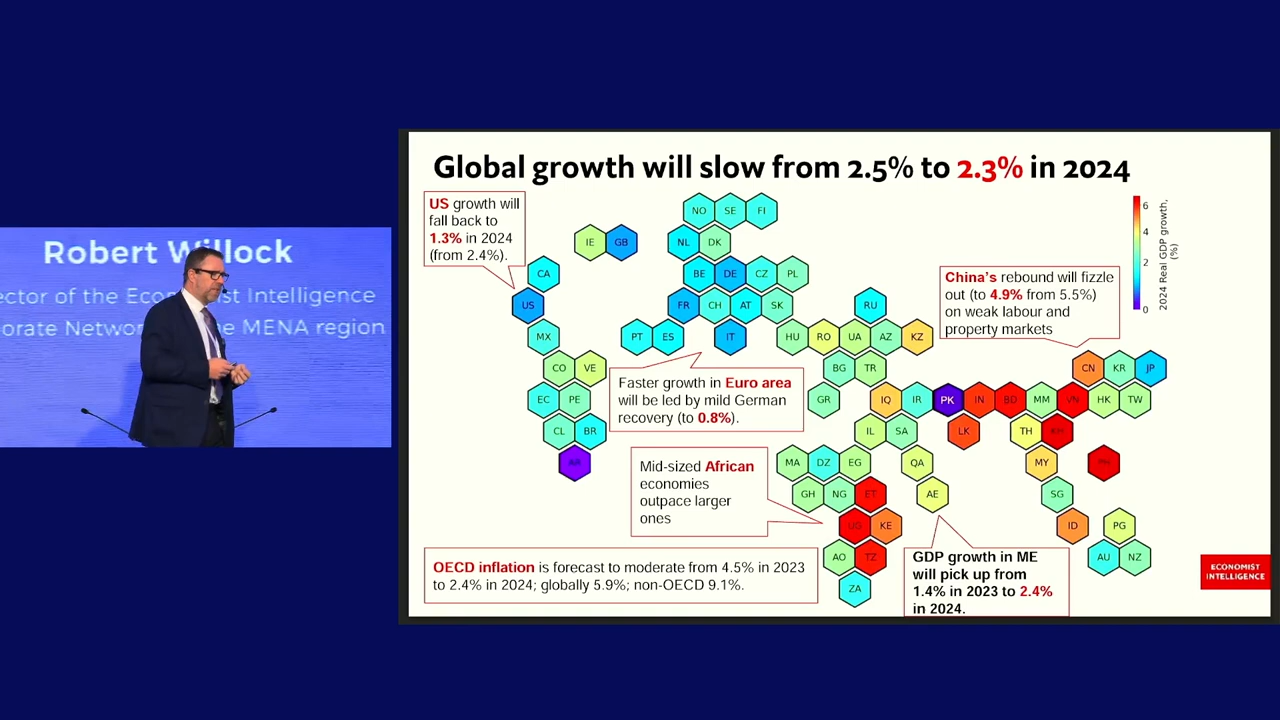 Robert Willock
ector of the Economist Intelligence
orate Netwo he MENA region
Global growth will slow from 2.5% to 2.3% in 2024
US growth will
fall back to
1.3% in 2024
(from 2.4%).
NO SE FI
IE GB NL DK
CA BE DE CZ PL
US FR CH AT SK RU
MX PT ES IT HU RO UA AZ KZ
CO VE BG TR CN KR JP
EC PE GR IQ IR PK IN BD MM VN HK TW
CL BR IL SA LK TH KH
AR MA DZ EG QA MY PH
GH NG ET AE SG
UG KE ID PG
AO TZ AU NZ
ZA
6
4
2
0
2024 Real GDP growth,
(%)
China's rebound will fizzle
out (to 4.9% from 5.5%)
on weak labour and
property markets
Faster growth in Euro area
will be led by mild German
recovery (to 0.8%).
Mid-sized African
economies
outpace larger
ones
OECD inflation is forecast to moderate from 4.5% in 2023
to 2.4% in 2024; globally 5.9%; non-OECD 9.1%.
GDP growth in ME
will pick up from
1.4% in 2023 to 2.4%
in 2024.
ECONOMIST
INTELLIGENCE